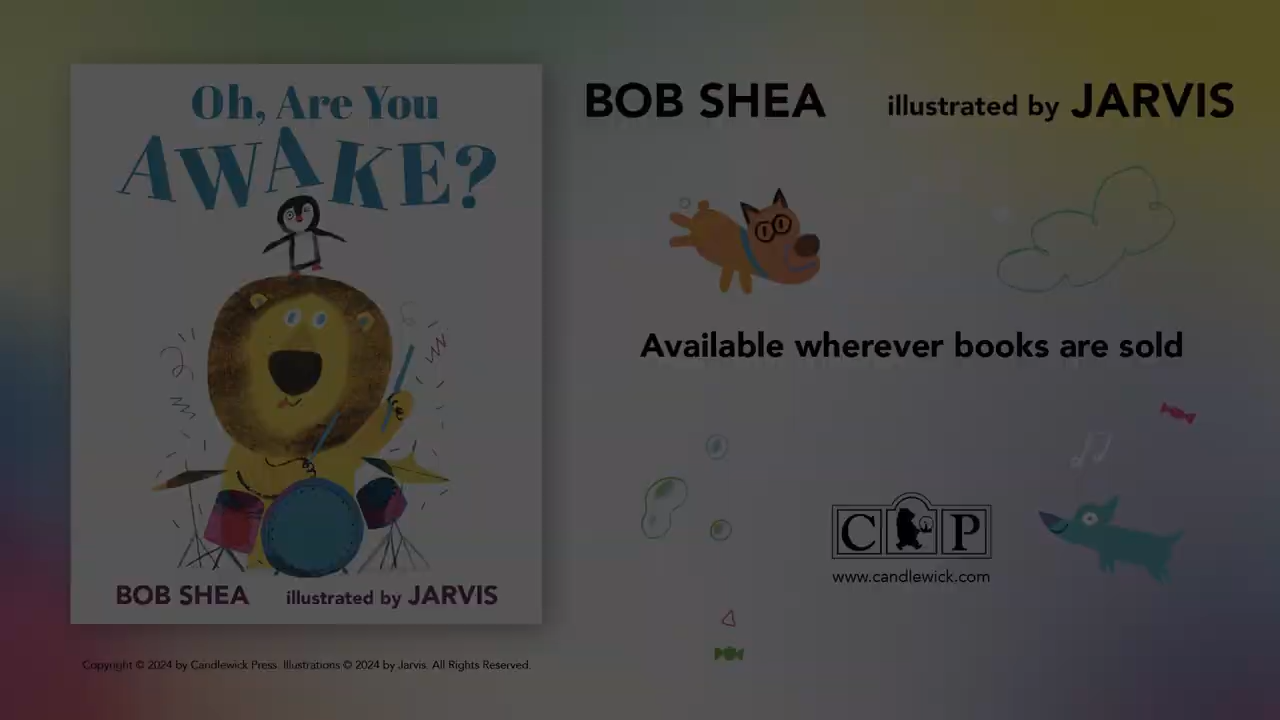 Oh, Are You
AWAKE?
BOB SHEA illustrated by JARVIS
Copyright © 2024 by Candlewick Press. Illustrations © 2024 by Jarvis. All Rights Reserved.
BOB SHEA illustrated by JARVIS
Available wherever books are sold
C P
www.candlewick.com